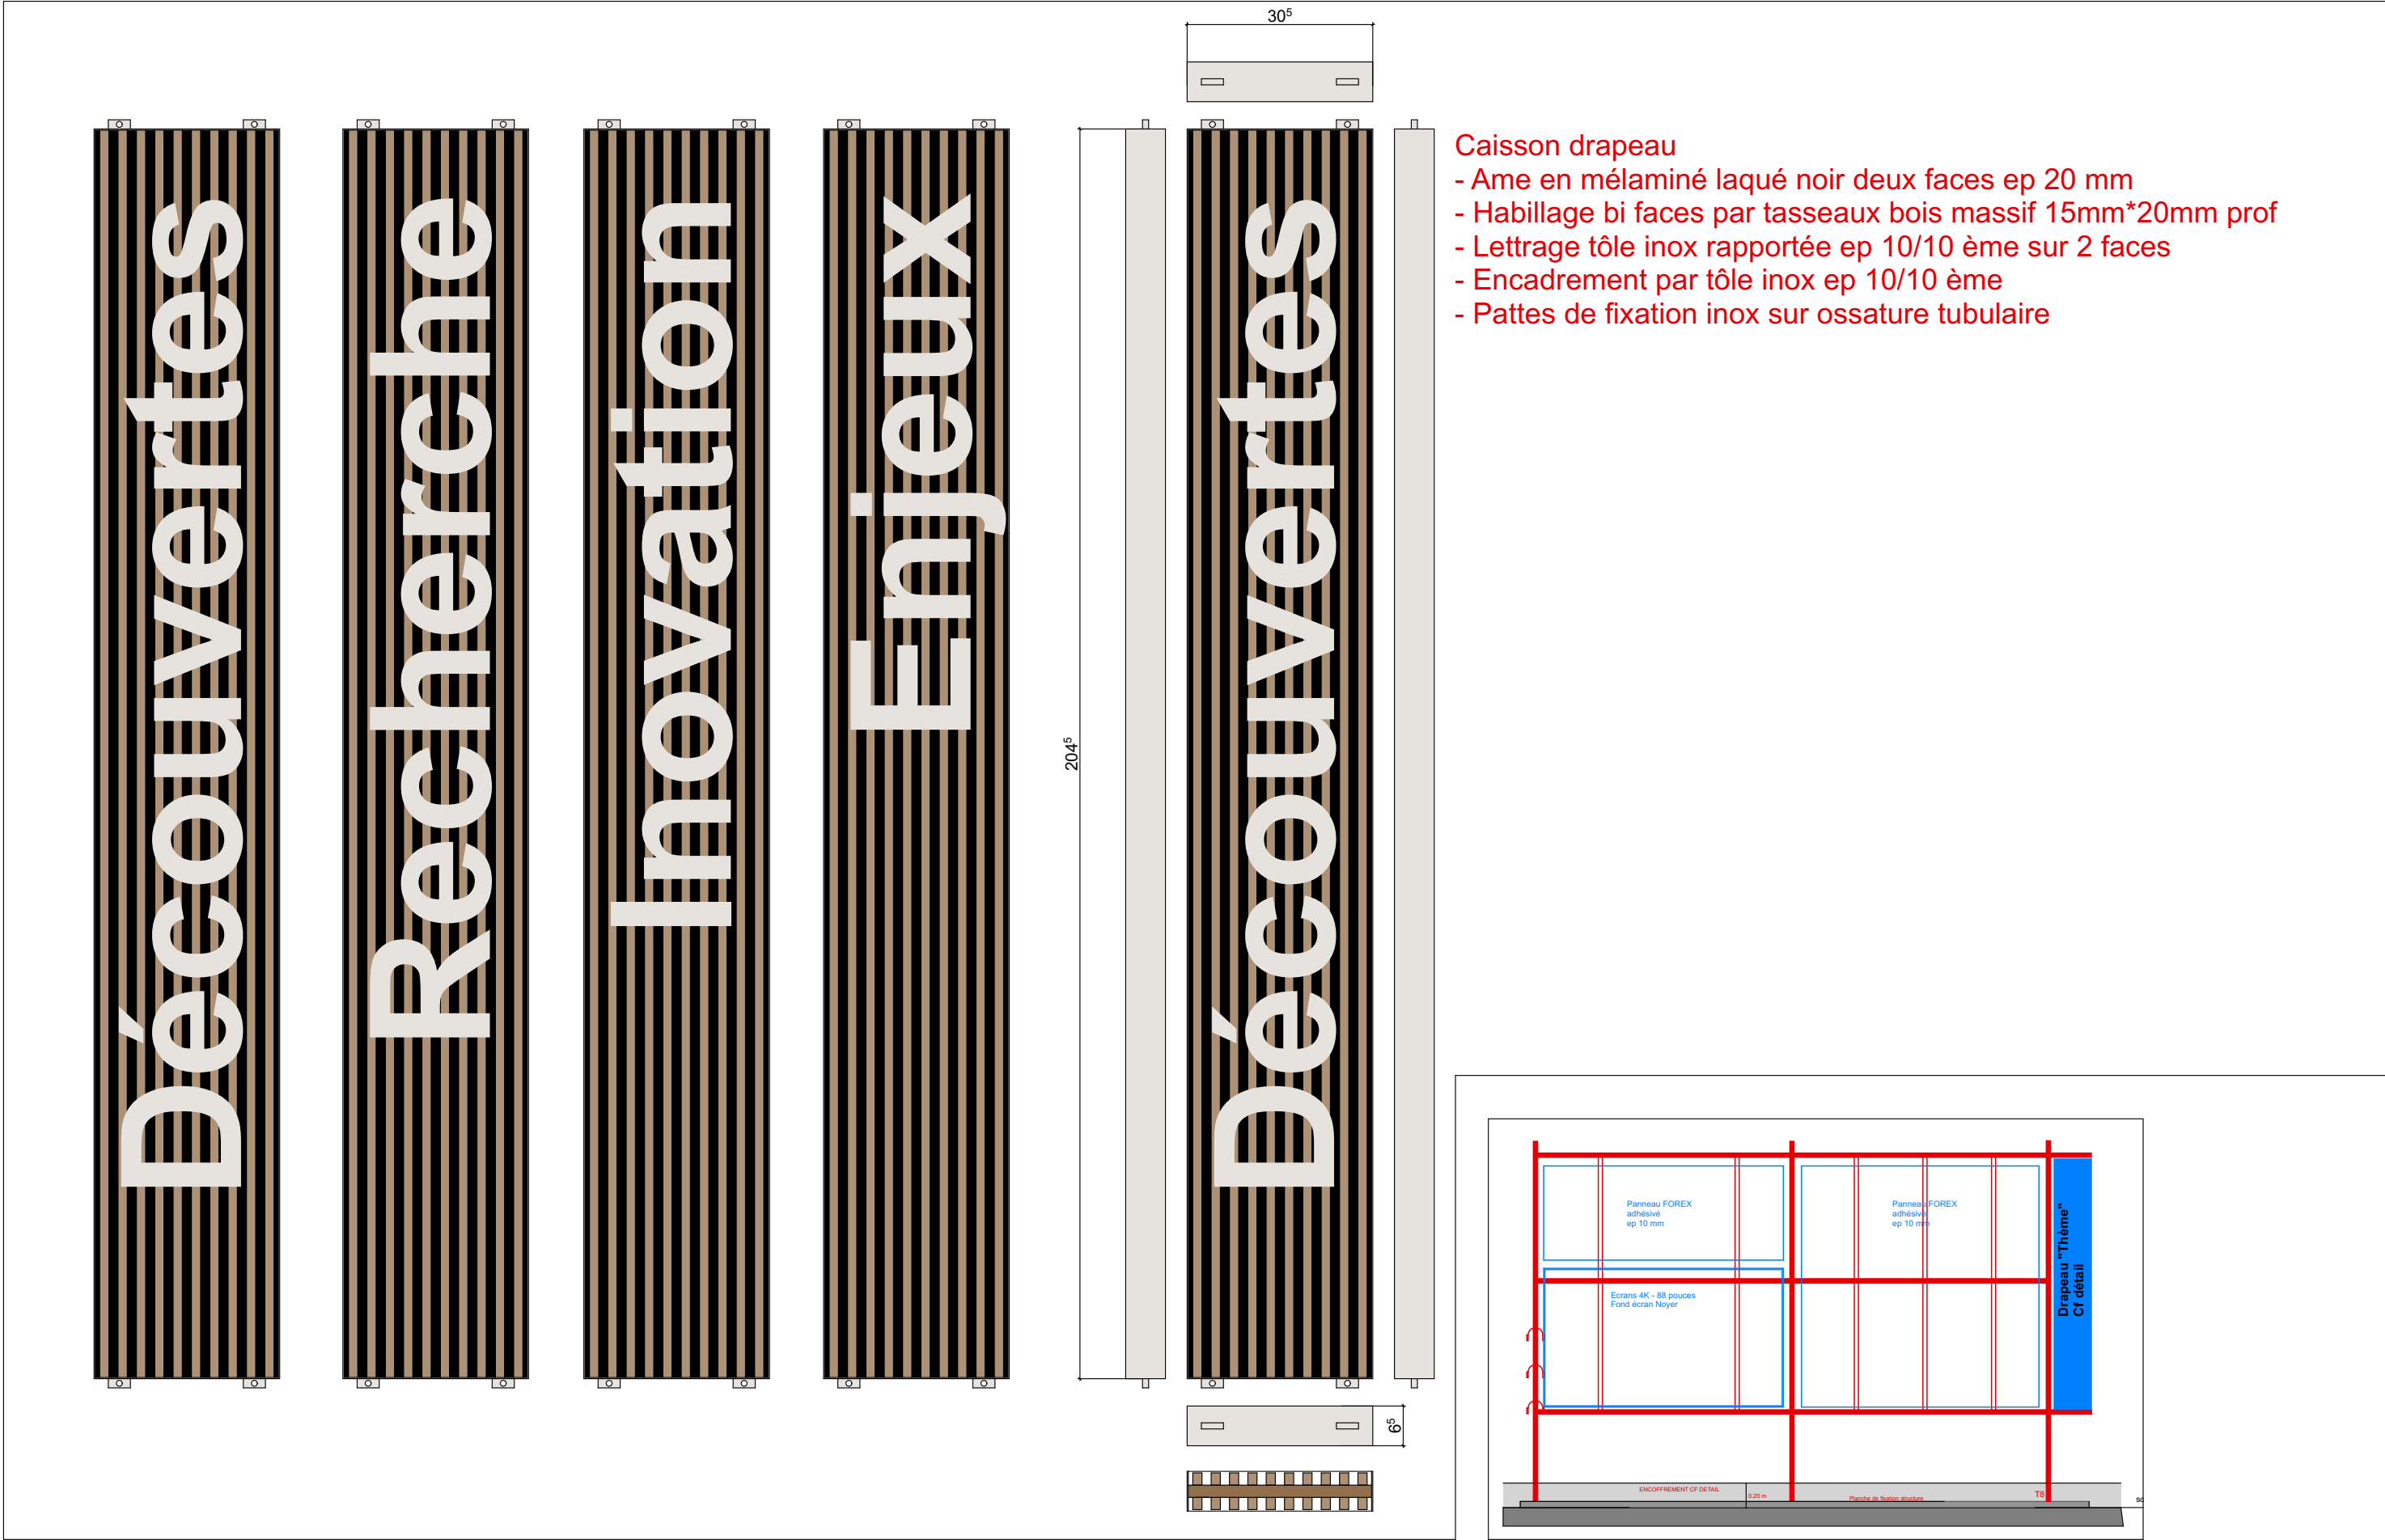 30⁵
Découvertes
Recherche
Inovation
Enjeux
204⁵
Découvertes
6⁵
Caisson drapeau
- Ame en mélaminé laqué noir deux faces ep 20 mm
- Habillage bi faces par tasseaux bois massif 15mm*20mm prof
- Lettrage tôle inox rapportée ep 10/10 ème sur 2 faces
- Encadrement par tôle inox ep 10/10 ème
- Pattes de fixation inox sur ossature tubulaire
Panneau FOREX
adhésivé
ep 10 mm
Panneau FOREX
adhésivé
ep 10 mm
Ecrans 4K - 88 pouces
Fond écran Noyer
Drapeau "Thème"
Cf détail
ENCOFFREMENT CF DETAIL
0,20 m
Planche de fixation structure
T8